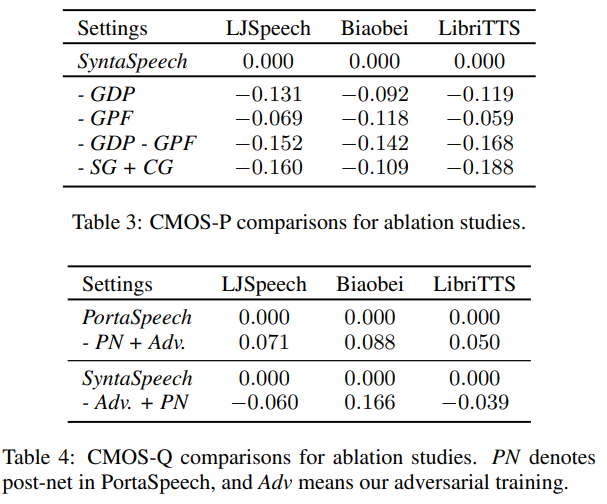 Settings LJSpeech Biaobei LibriTTS
SyntaSpeech 0.000 0.000 0.000
- GDP −0.131 −0.092 −0.119
- GPF −0.069 −0.118 −0.059
- GDP - GPF −0.152 −0.142 −0.168
- SG + CG −0.160 −0.109 −0.188
Table 3: CMOS-P comparisons for ablation studies.
Settings LJSpeech Biaobei LibriTTS
PortaSpeech 0.000 0.000 0.000
- PN + Adv. 0.071 0.088 0.050
SyntaSpeech 0.000 0.000 0.000
- Adv. + PN −0.060 0.166 −0.039
Table 4: CMOS-Q comparisons for ablation studies. PN denotes
post-net in PortaSpeech, and Adv means our adversarial training.